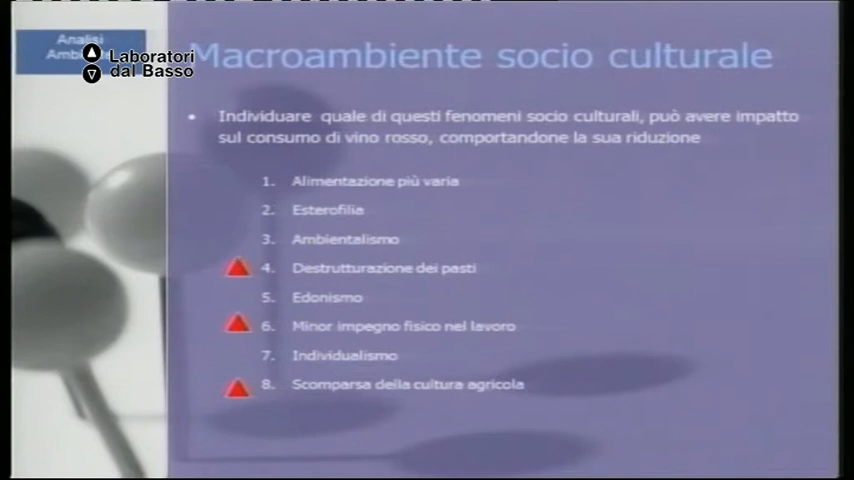 Analisi
Laboratori
dal Basso
Macroambiente socio culturale
• Individuare quale di questi fenomeni socio culturali, può avere impatto
sul consumo di vino rosso, comportandone la sua riduzione
1. Alimentazione più varia
2. Esterofilia
3. Ambientalismo
4. Destrutturazione dei pasti
5. Edonismo
6. Minor impegno fisico nel lavoro
7. Individualismo
8. Scomparsa della cultura agricola